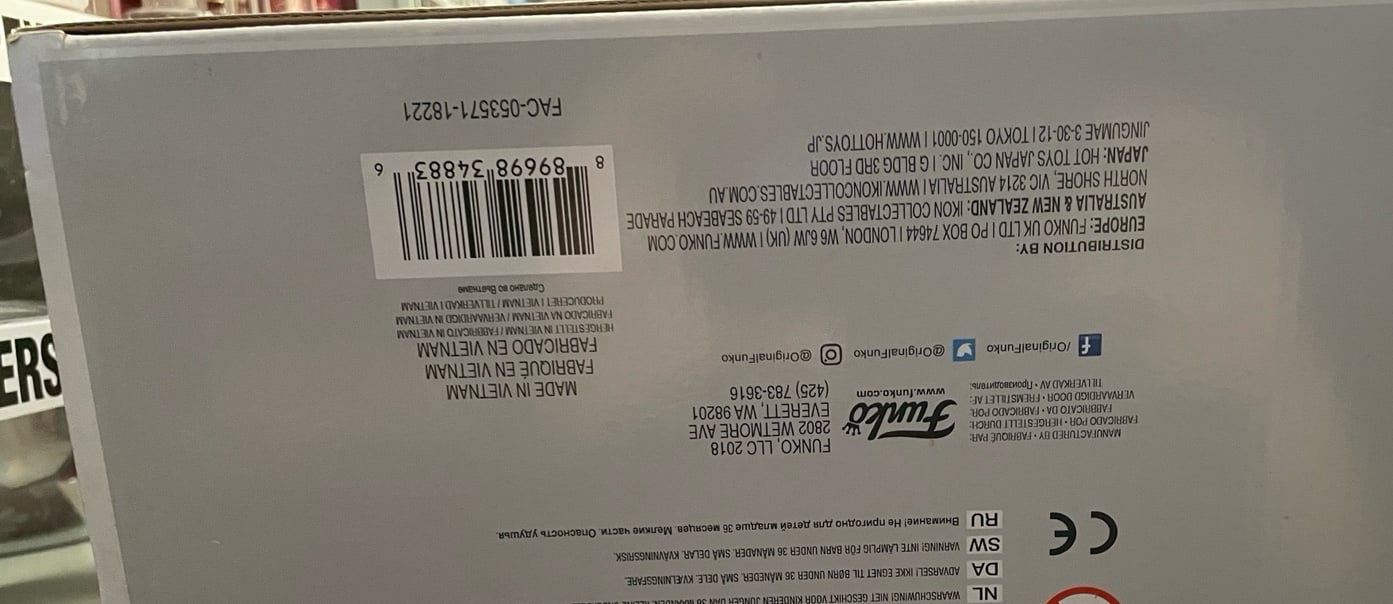 NL WAARSCHUWING! NIET GESCHIKT VOOR KINDEREN JONGER DAN 36
DA ADVARSEL! IKKE EGNET TIL BØRN UNDER 36 MÅNEDER. SMÅ DELE. KVÆLNINGSFARE.
SW VARNING! INTE LÄMPLIG FÖR BARN UNDER 36 MÅNADER. SMÅ DELAR. KVÄVNINGSRISK.
RU Внимание! Не пригодно для детей младше 36 месяцев. Мелкие части. Опасность удушья.
CE
MANUFACTURED BY • FABRIQUÉ PAR:
FABRICADO POR • HERGESTELLT DURCH:
FABBRICATO DA • FABRICADO POR:
VERVAARDIGD DOOR • FREMSTILLET AF:
TILLVERKAD AV • Производитель:
Funko
www.funko.com
FUNKO, LLC 2018
2802 WETMORE AVE
EVERETT, WA 98201
(425) 783-3616
/OriginalFunko @OriginalFunko @OriginalFunko
MADE IN VIETNAM
FABRIQUÉ EN VIETNAM
FABRICADO EN VIETNAM
HERGESTELLT IN VIETNAM / FABBRICATO IN VIETNAM
FABRICADO NA VIETNAM / VERVAARDIGD IN VIETNAM
PRODUCERET I VIETNAM / TILLVERKAD I VIETNAM
Сделано во Вьетнаме
DISTRIBUTION BY:
EUROPE: FUNKO UK LTD | PO BOX 74644 | LONDON, W6 6JW (UK) | WWW.FUNKO.COM
AUSTRALIA & NEW ZEALAND: IKON COLLECTABLES PTY LTD | 49-59 SEABEACH PARADE
NORTH SHORE, VIC 3214 AUSTRALIA | WWW.IKONCOLLECTABLES.COM.AU
JAPAN: HOT TOYS JAPAN CO., INC. | G BLDG 3RD FLOOR
JINGUMAE 3-30-12 | TOKYO 150-0001 | WWW.HOTTOYS.JP
8 89698 34883 6
FAC-053571-18221
ERS